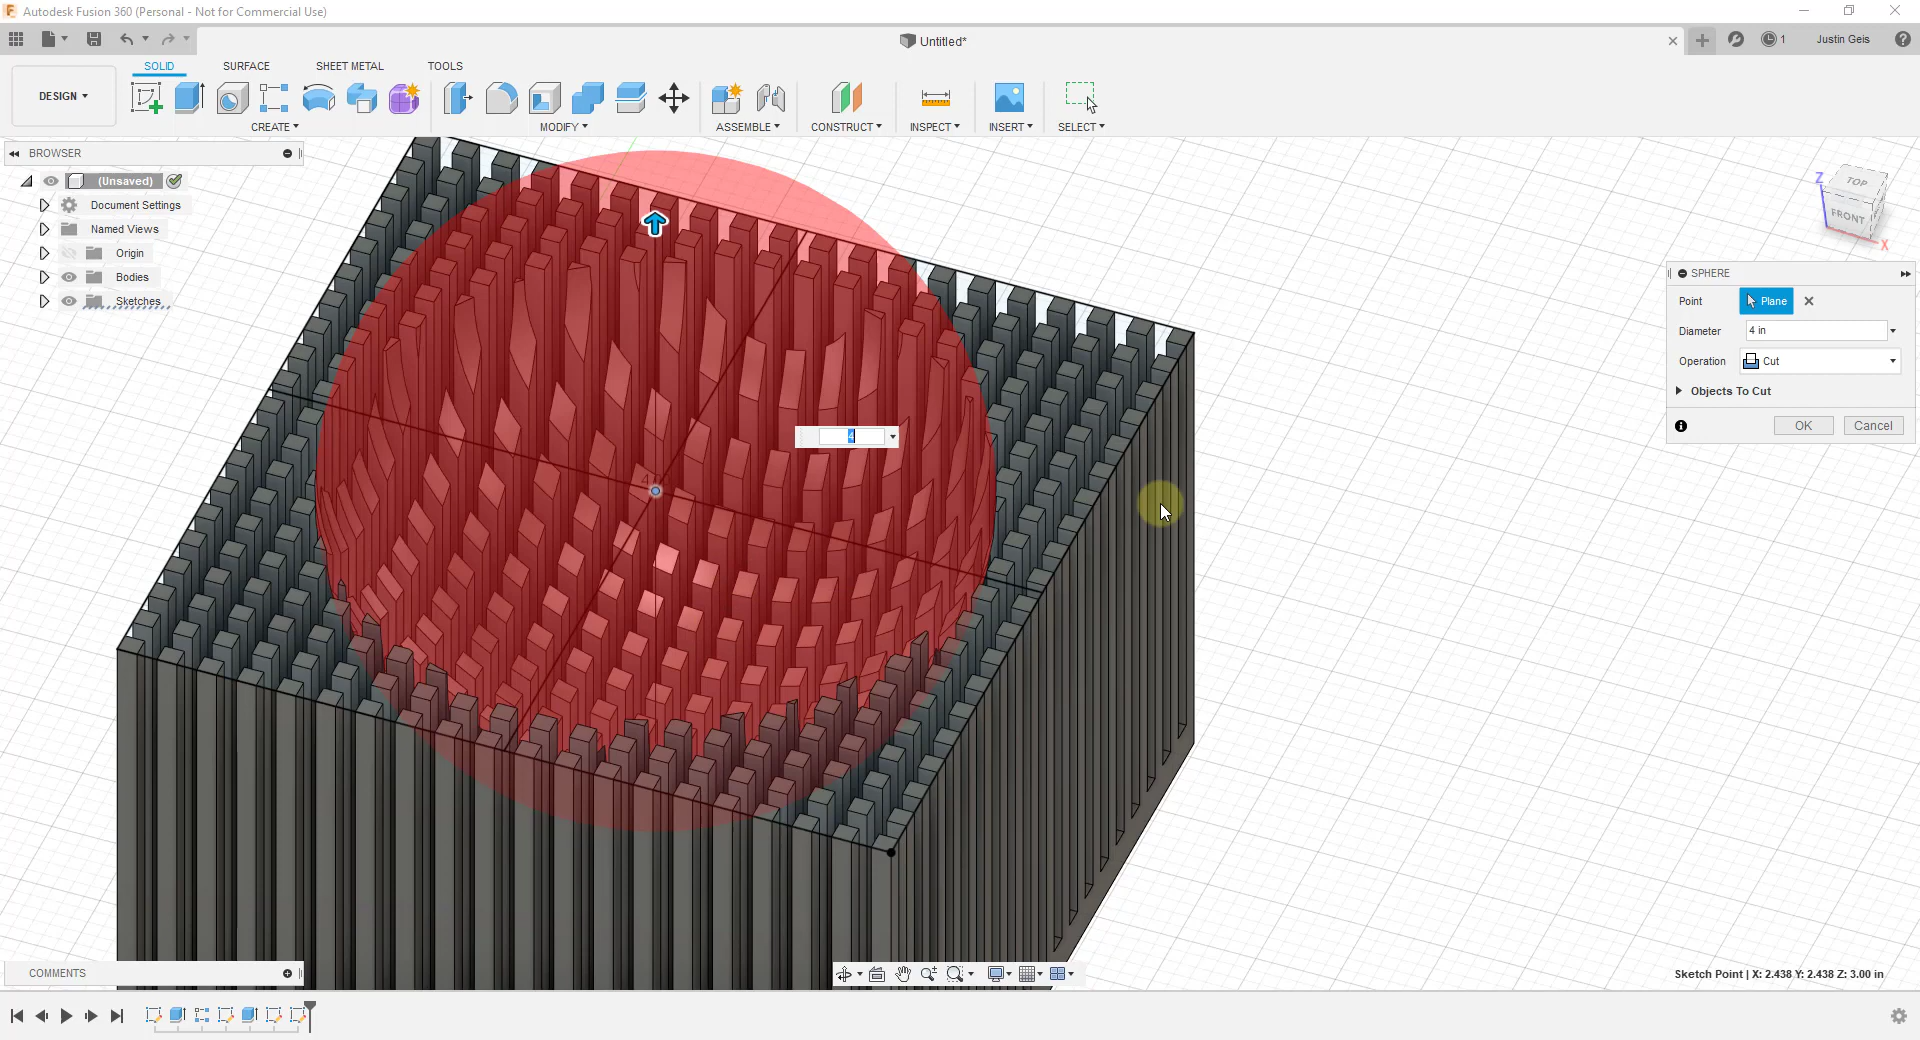 Autodesk Fusion 360 (Personal - Not for Commercial Use)
Untitled*
1
Justin Geis
SOLID
SURFACE
SHEET METAL
TOOLS
DESIGN
CREATE
MODIFY
ASSEMBLE
CONSTRUCT
INSPECT
INSERT
SELECT
BROWSER
(Unsaved)
Document Settings
Named Views
Origin
Bodies
Sketches
TOP
FRONT
Z
X
SPHERE
Point
Plane
Diameter
4 in
Operation
Cut
Objects To Cut
OK
Cancel
4
COMMENTS
Sketch Point | X: 2.438 Y: 2.438 Z: 3.00 in